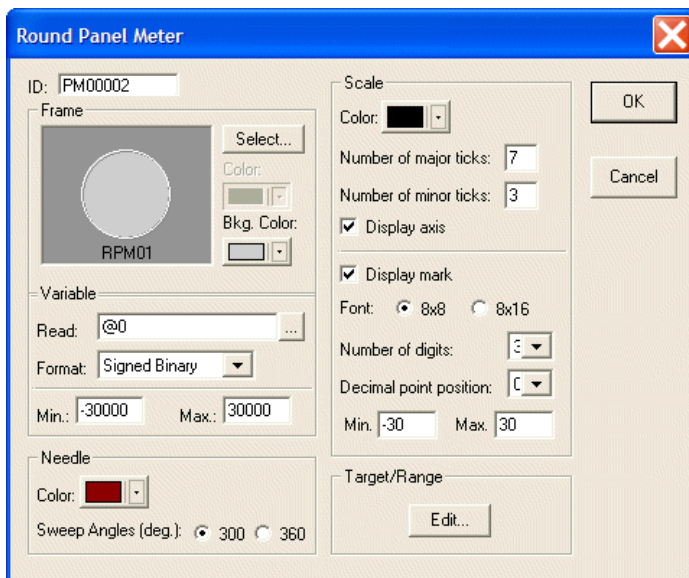 Round Panel Meter
ID: PM00002
Frame
Select...
Color:
Bkg. Color:
RPM01
Variable
Read: @0 ...
Format: Signed Binary
Min.: -30000 Max.: 30000
Needle
Color:
Sweep Angles (deg.): 300 360
Scale
Color:
Number of major ticks: 7
Number of minor ticks: 3
Display axis
Display mark
Font: 8x8 8x16
Number of digits:
Decimal point position:
Min. -30 Max. 30
Target/Range
Edit...
OK
Cancel